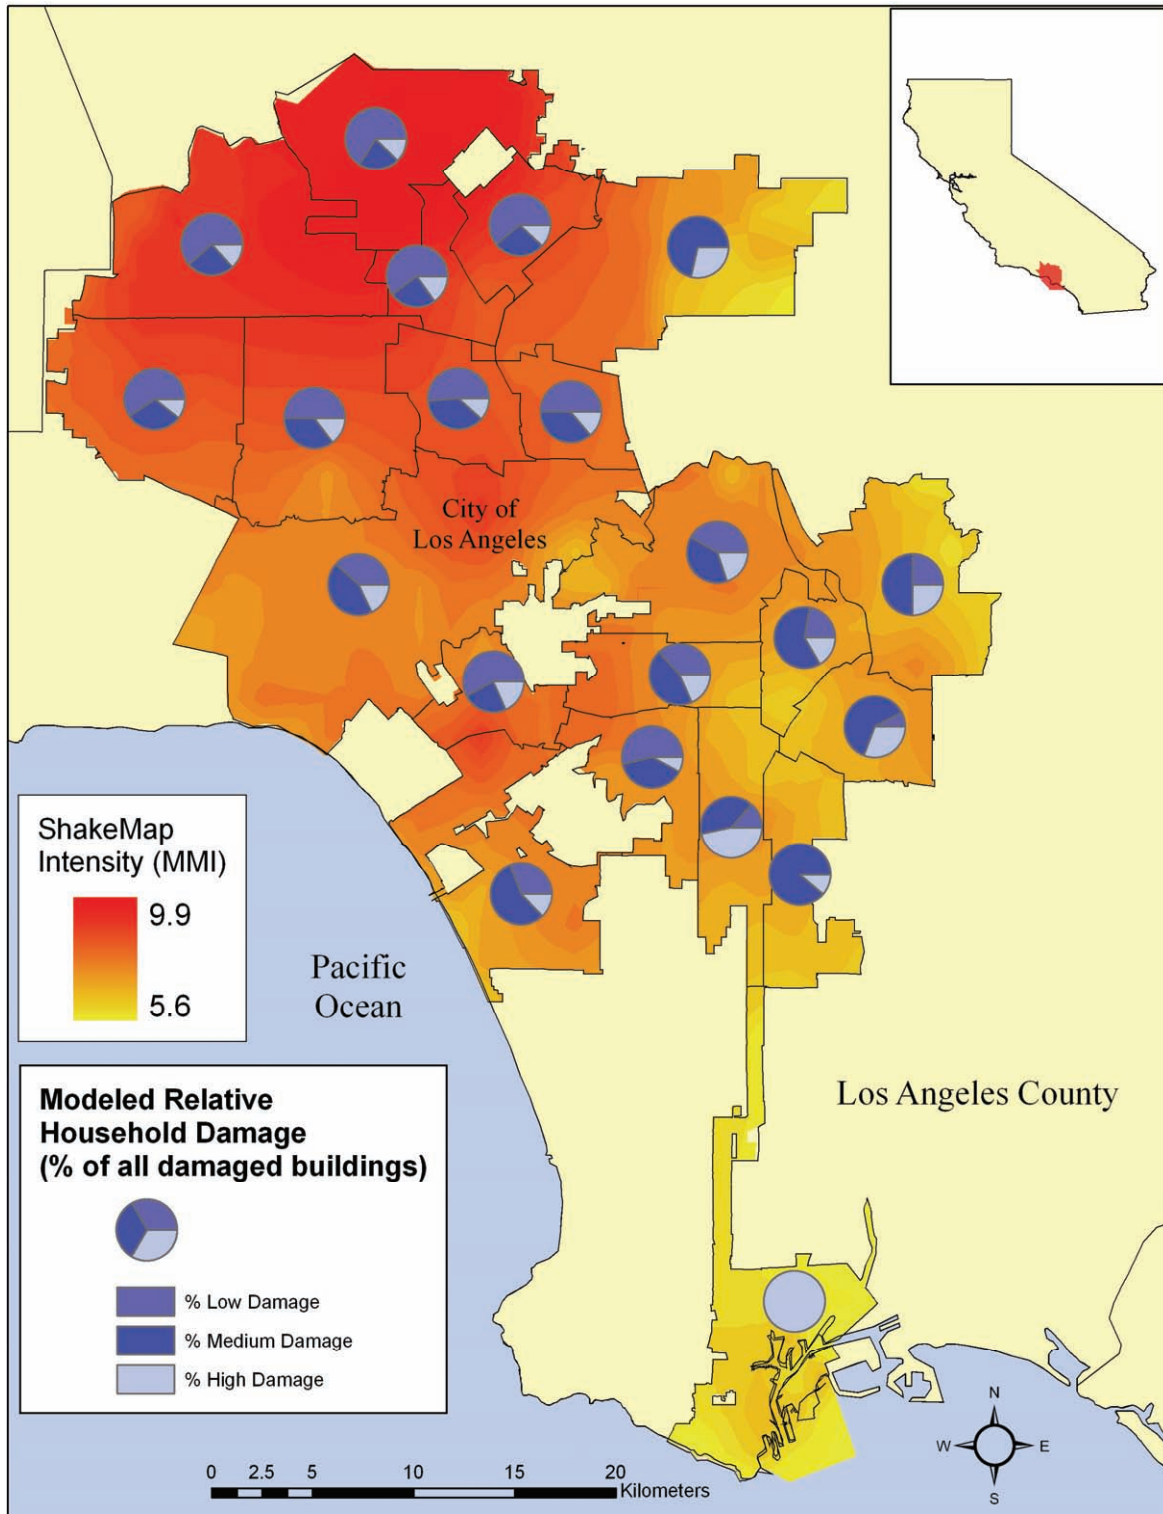 City of
Los Angeles
ShakeMap
Intensity (MMI)
9.9
5.6
Pacific
Ocean
Modeled Relative
Household Damage
(% of all damaged buildings)
% Low Damage
% Medium Damage
% High Damage
Los Angeles County
N
W E
S
0 2.5 5 10 15 20
Kilometers